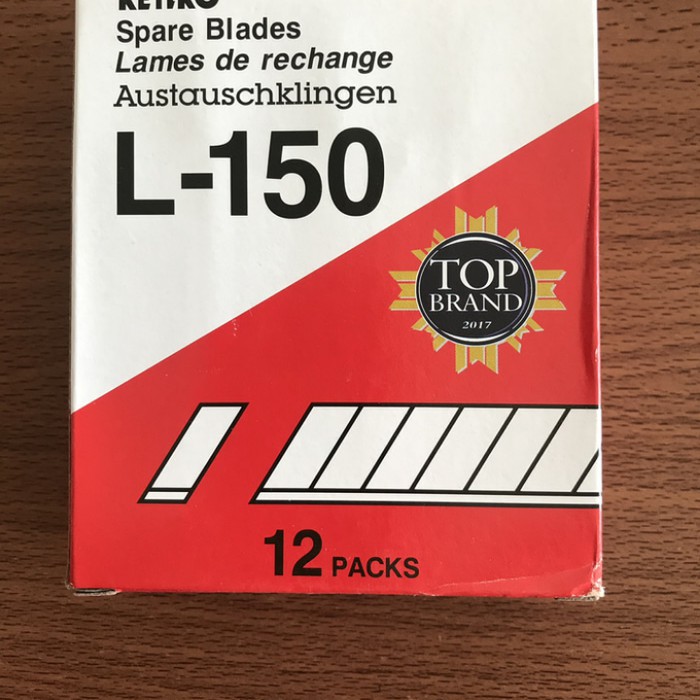 Spare Blades
Lames de rechange
Austauschklingen
L-150
TOP
BRAND
2017
12 PACKS